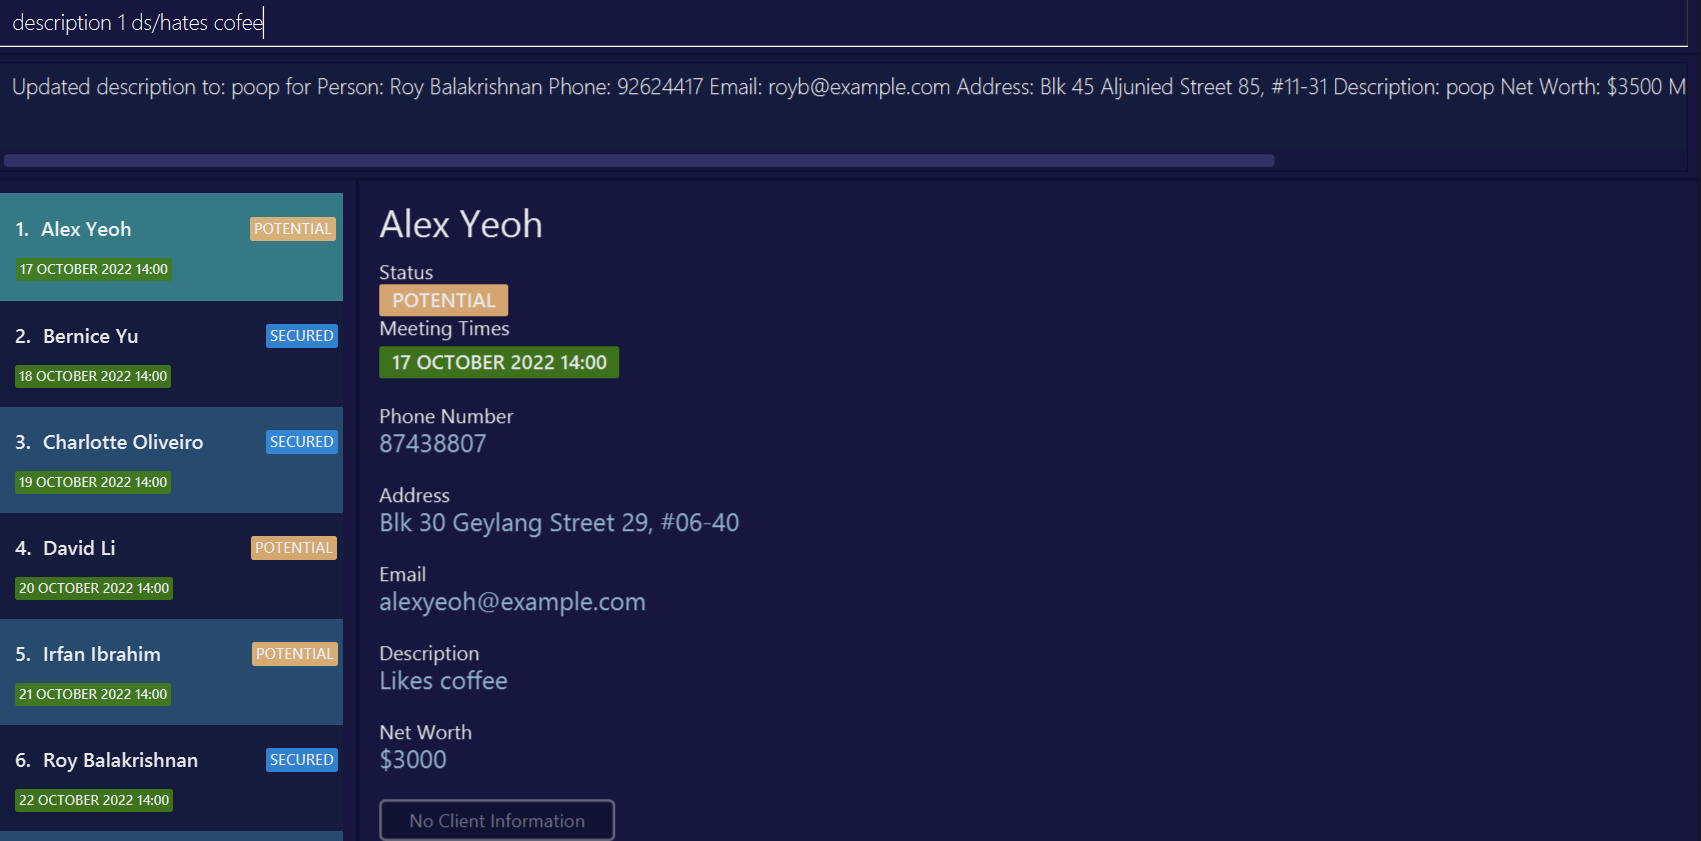 description 1 ds/hates cofee
Updated description to: poop for Person: Roy Balakrishnan Phone: 92624417 Email: royb@example.com Address: Blk 45 Aljunied Street 85, #11-31 Description: poop Net Worth: $3500 M
1. Alex Yeoh POTENTIAL
17 OCTOBER 2022 14:00
2. Bernice Yu SECURED
18 OCTOBER 2022 14:00
3. Charlotte Oliveiro SECURED
19 OCTOBER 2022 14:00
4. David Li POTENTIAL
20 OCTOBER 2022 14:00
5. Irfan Ibrahim POTENTIAL
21 OCTOBER 2022 14:00
6. Roy Balakrishnan SECURED
22 OCTOBER 2022 14:00
Alex Yeoh
Status
POTENTIAL
Meeting Times
17 OCTOBER 2022 14:00
Phone Number
87438807
Address
Blk 30 Geylang Street 29, #06-40
Email
alexyeoh@example.com
Description
Likes coffee
Net Worth
$3000
No Client Information